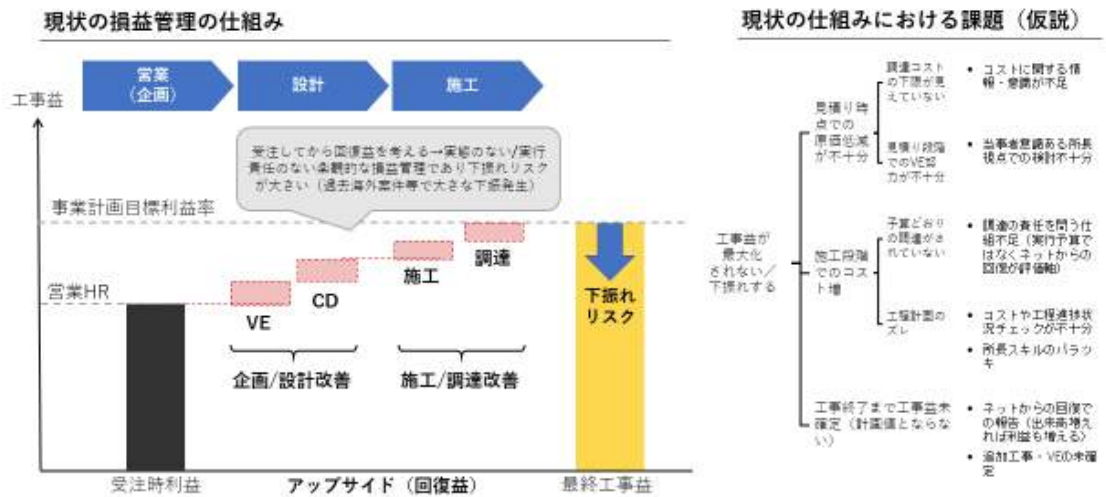 現状の損益管理の仕組み
営業
(企画)
設計
施工
工事益
受注してから回復益を考える→実態のない/実行
責任のない楽観的な損益管理であり下振れリスク
が大きい（過去海外案件等で大きな下振発生）
事業計画目標利益率
営業HR
VE
CD
施工
調達
下振れ
リスク
企画/設計改善
施工/調達改善
受注時利益
アップサイド（回復益）
最終工事益
現状の仕組みにおける課題（仮説）
工事益が
最大化
されない／
下振れする
見積り時
点での
原価低減
が不十分
調達コスト
の下限が見
えていない
• コストに関する情
報・意識が不足
見積り段階
でのVE努
力が不十分
• 当事者意識ある所長
視点での検討不十分
施工段階
でのコス
ト増
予算どおり
の調達がさ
れていない
• 調達の責任を問う仕
組不足（実行予算で
はなくネットからの
回復が評価軸）
工程計画の
ズレ
• コストや工程進捗状
況チェックが不十分
• 所長スキルのバラツ
キ
工事終了まで工事益未
確定（計画値とならな
い）
• ネットからの回復で
の報告（出来高増え
れば利益も増える）
• 追加工事・VEの未確
定